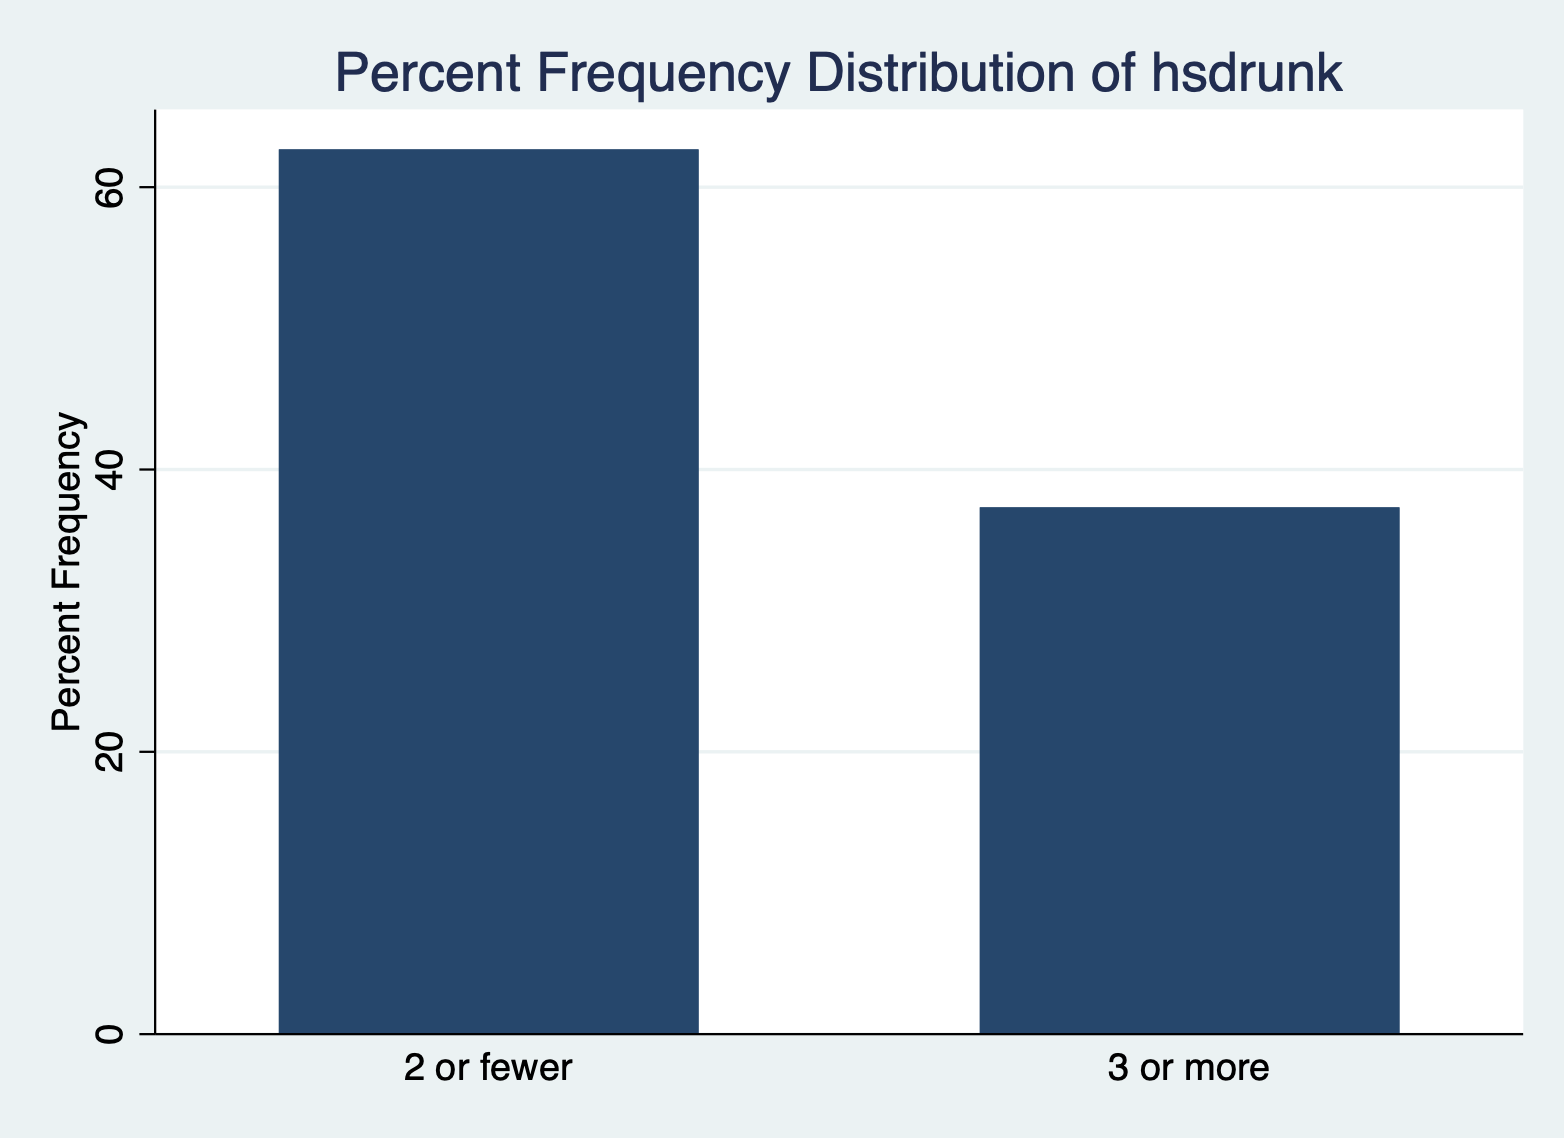 Percent Frequency Distribution of hsdrunk
Percent Frequency
60
40
20
0
2 or fewer
3 or more